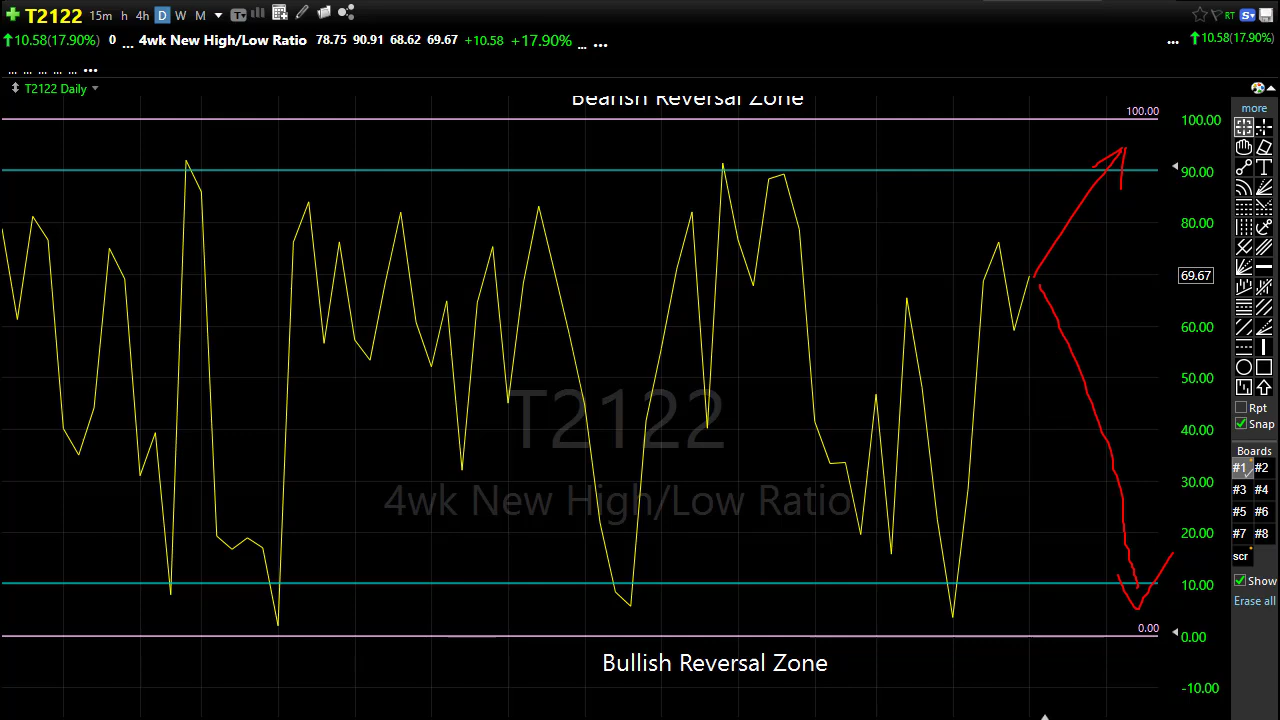 T2122 15m h 4h D W M RT
10.58(17.90%) 0 ... 4wk New High/Low Ratio 78.75 90.91 68.62 69.67 +10.58 +17.90% ... ... ... 10.58(17.90%)
... ... ... ... ... ...
T2122 Daily
Bearish Reversal Zone
more
100.00 100.00
90.00
80.00
69.67
60.00
50.00
T2122
40.00
Rpt
Snap
Boards
#1 #2
30.00
4wk New High/Low Ratio
#3 #4
#5 #6
20.00
#7 #8
scr
10.00
Show
Erase all
0.00 0.00
Bullish Reversal Zone
-10.00